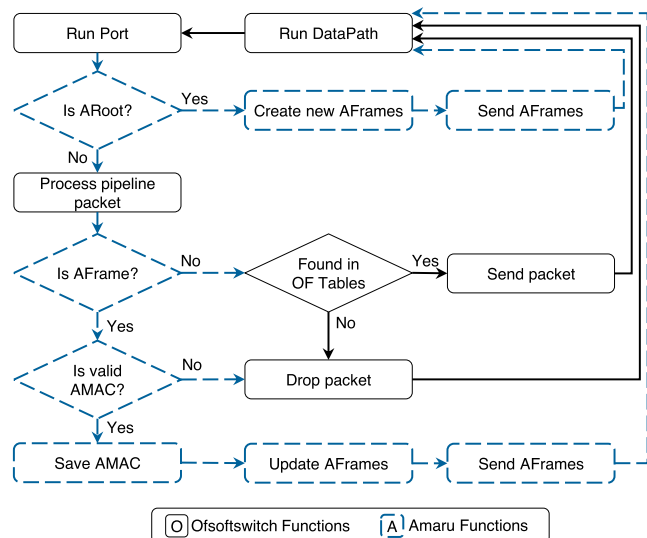 Run Port
Run DataPath
Is ARoot?
Yes
Create new AFrames
Send AFrames
No
Process pipeline
packet
Is AFrame?
No
Found in
OF Tables
Yes
Send packet
Yes
No
Is valid
AMAC?
No
Drop packet
Yes
Save AMAC
Update AFrames
Send AFrames
O Ofsoftswitch Functions
A Amaru Functions